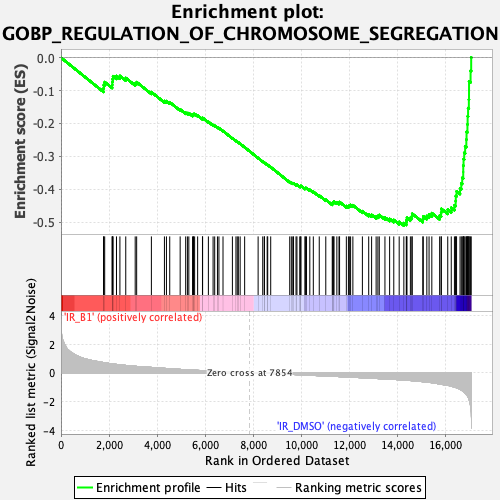 Enrichment plot:
GOBP_REGULATION_OF_CHROMOSOME_SEGREGATION
Enrichment score (ES)
0.0
-0.1
-0.2
-0.3
-0.4
-0.5
Ranked list metric (Signal2Noise)
4
2
0
-2
-4
'IR_B1' (positively correlated)
Zero cross at 7854
'IR_DMSO' (negatively correlated)
0 2,000 4,000 6,000 8,000 10,000 12,000 14,000 16,000
Rank in Ordered Dataset
Enrichment profile Hits Ranking metric scores